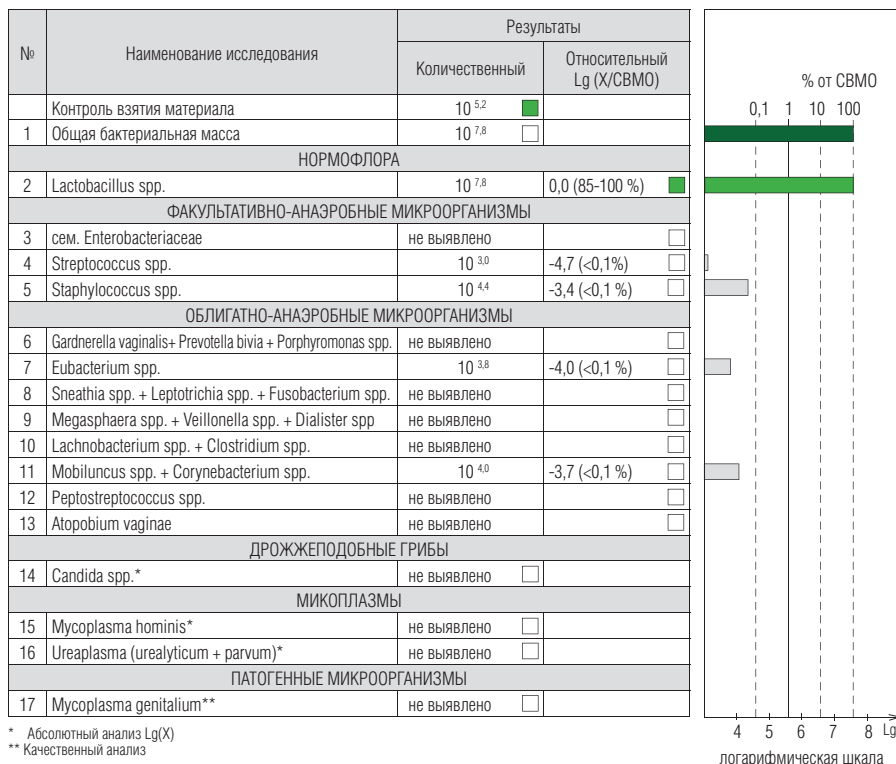 № Наименование исследования Результаты
Количественный Относительный Lg (X/СВМО)
% от СВМО
0,1 1 10 100
Контроль взятия материала 10 5,2
1 Общая бактериальная масса 10 7,8
НОРМОФЛОРА
2 Lactobacillus spp. 10 7,8 0,0 (85-100 %)
ФАКУЛЬТАТИВНО-АНАЭРОБНЫЕ МИКРООРГАНИЗМЫ
3 сем. Enterobacteriaceae не выявлено
4 Streptococcus spp. 10 3,0 -4,7 (<0,1%)
5 Staphylococcus spp. 10 4,4 -3,4 (<0,1 %)
ОБЛИГАТНО-АНАЭРОБНЫЕ МИКРООРГАНИЗМЫ
6 Gardnerella vaginalis+ Prevotella bivia + Porphyromonas spp. не выявлено
7 Eubacterium spp. 10 3,8 -4,0 (<0,1 %)
8 Sneathia spp. + Leptotrichia spp. + Fusobacterium spp. не выявлено
9 Megasphaera spp. + Veillonella spp. + Dialister spp не выявлено
10 Lachnobacterium spp. + Clostridium spp. не выявлено
11 Mobiluncus spp. + Corynebacterium spp. 10 4,0 -3,7 (<0,1 %)
12 Peptostreptococcus spp. не выявлено
13 Atopobium vaginae не выявлено
ДРОЖЖЕПОДОБНЫЕ ГРИБЫ
14 Candida spp.* не выявлено
МИКОПЛАЗМЫ
15 Mycoplasma hominis* не выявлено
16 Ureaplasma (urealyticum + parvum)* не выявлено
ПАТОГЕННЫЕ МИКРООРГАНИЗМЫ
17 Mycoplasma genitalium** не выявлено
* Абсолютный анализ Lg(X)
** Качественный анализ
4 5 6 7 8 Lg
логарифмическая шкала